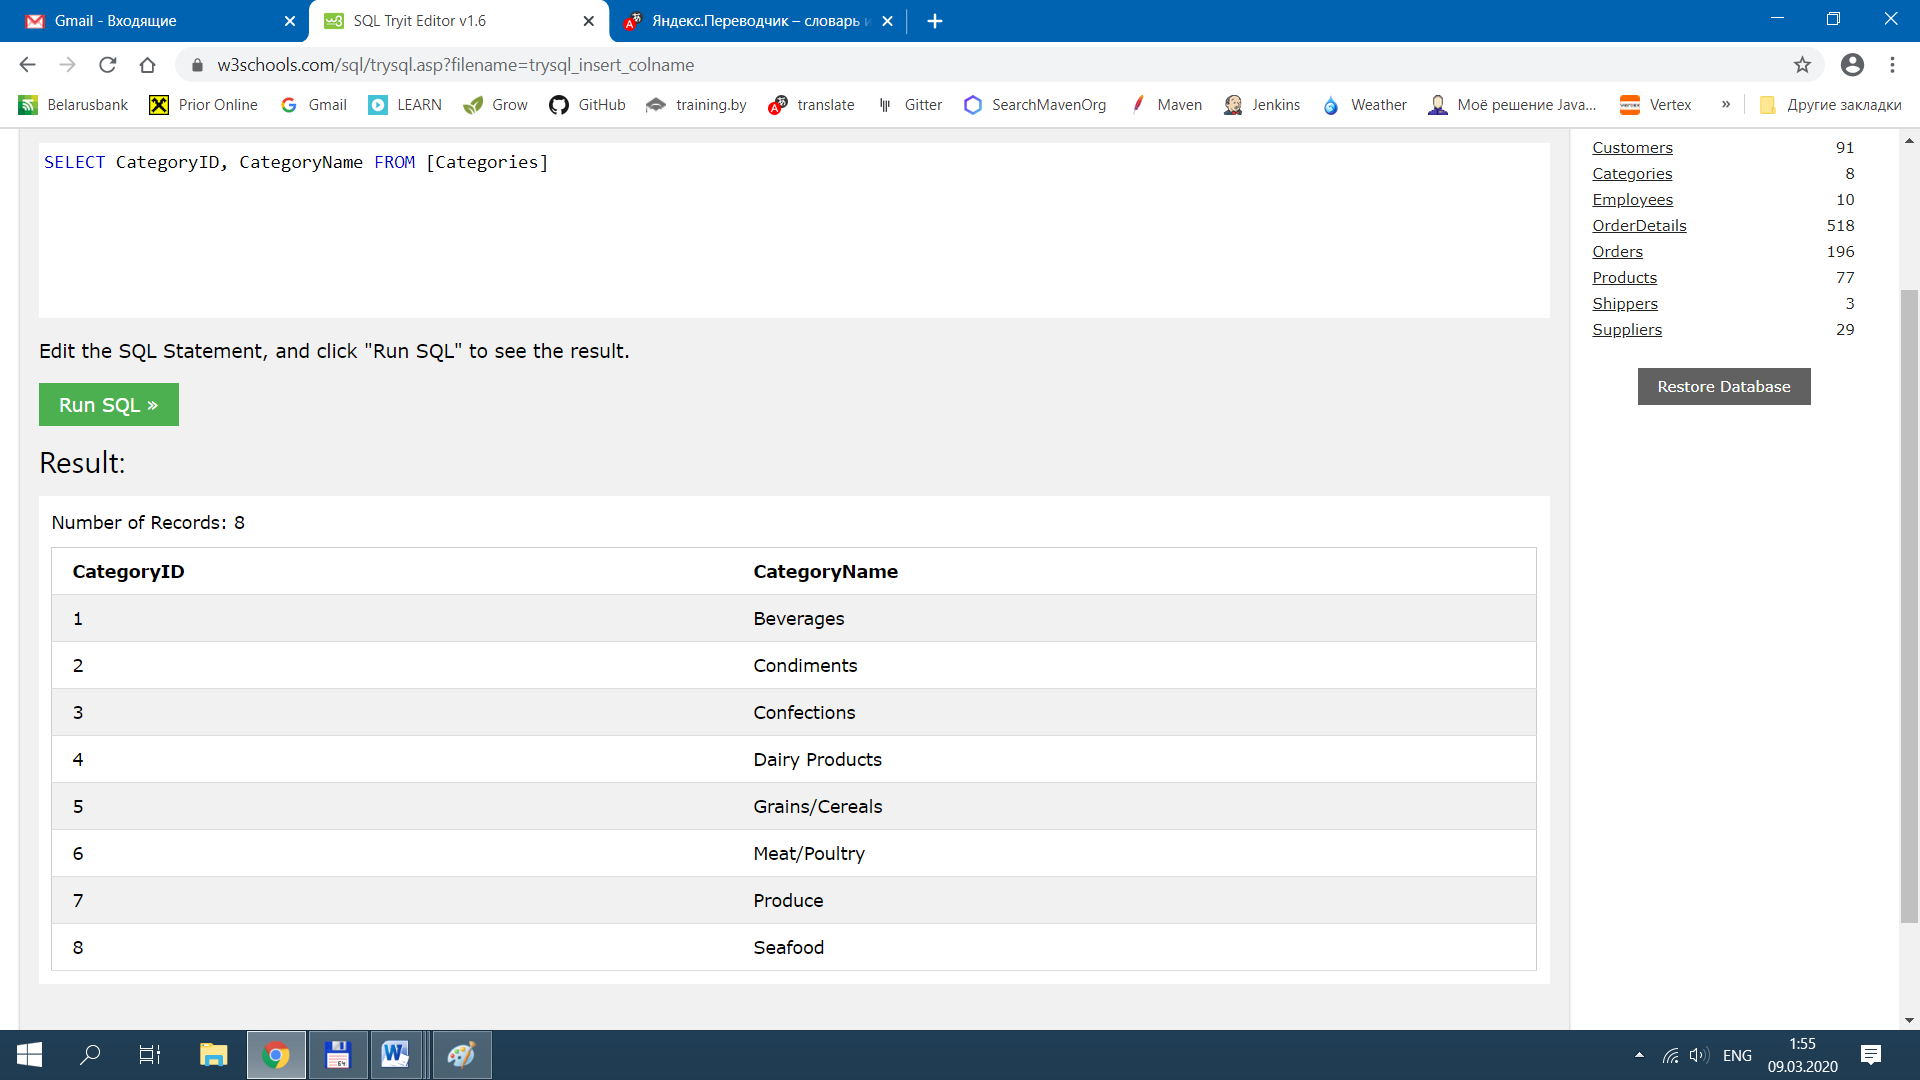 Gmail - Входящие
SQL Tryit Editor v1.6
Яндекс.Переводчик – словарь и
w3schools.com/sql/trysql.asp?filename=trysql_insert_colname
Belarusbank Prior Online Gmail LEARN Grow GitHub training.by translate Gitter SearchMavenOrg Maven Jenkins Weather Моё решение Java... Vertex » Другие закладки
SELECT CategoryID, CategoryName FROM [Categories]
Edit the SQL Statement, and click "Run SQL" to see the result.
Run SQL »
Result:
Number of Records: 8
CategoryID CategoryName
1 Beverages
2 Condiments
3 Confections
4 Dairy Products
5 Grains/Cereals
6 Meat/Poultry
7 Produce
8 Seafood
Customers 91
Categories 8
Employees 10
OrderDetails 518
Orders 196
Products 77
Shippers 3
Suppliers 29
Restore Database
ENG
1:55
09.03.2020